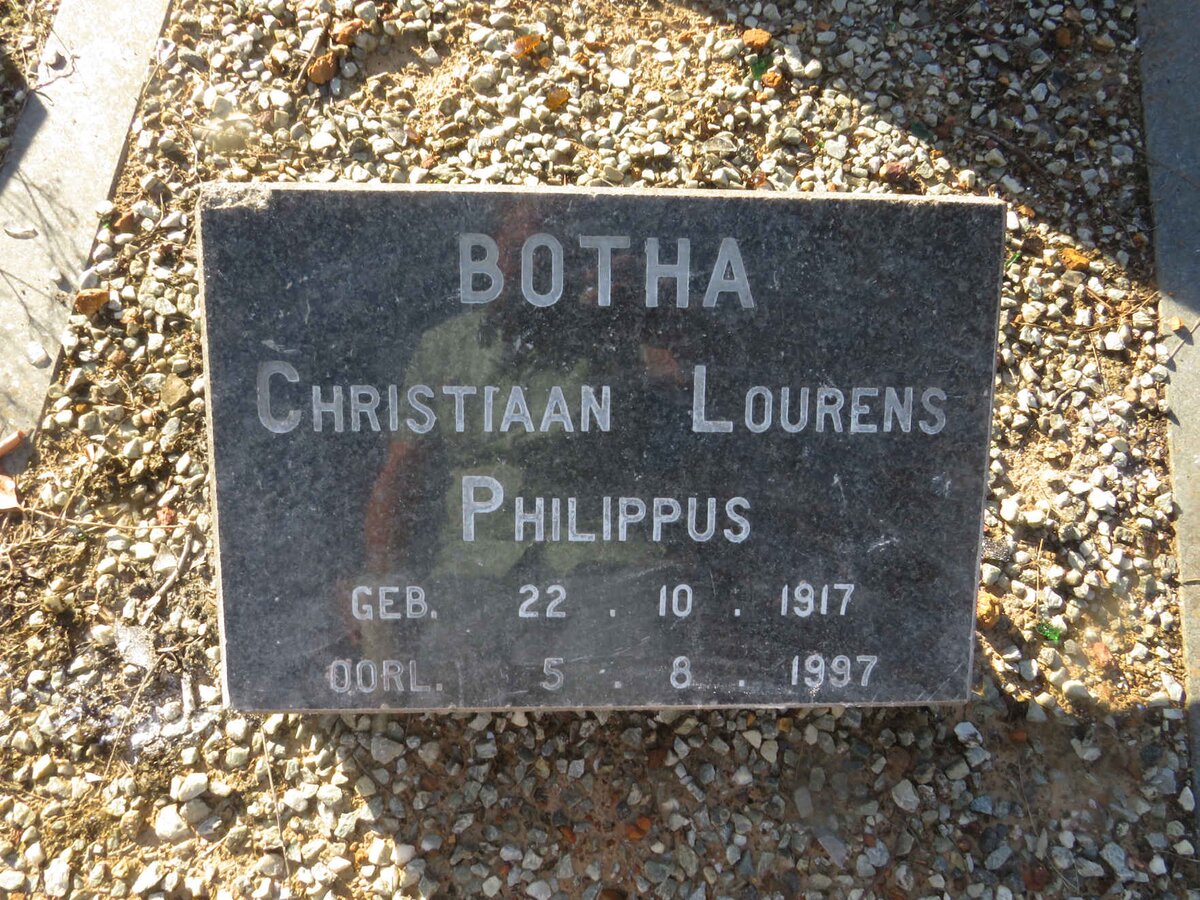 BOTHA
CHRISTIAAN LOURENS
PHILIPPUS
GEB. 22 . 10 . 1917
OORL. 5 . 8 . 1997